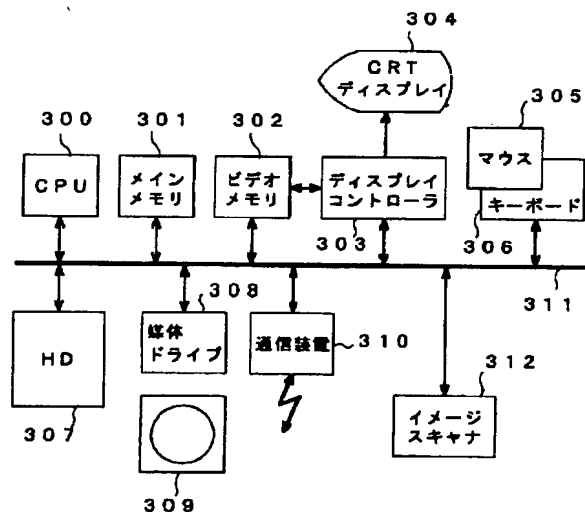 304
CRT
ディスプレイ
300
301
302
305
CPU
メイン
メモリ
ビデオ
メモリ
ディスプレイ
コントローラ
マウス
キーボード
303
306
311
308
HD
媒体
ドライブ
通信装置
310
312
307
309
イメージ
スキャナ